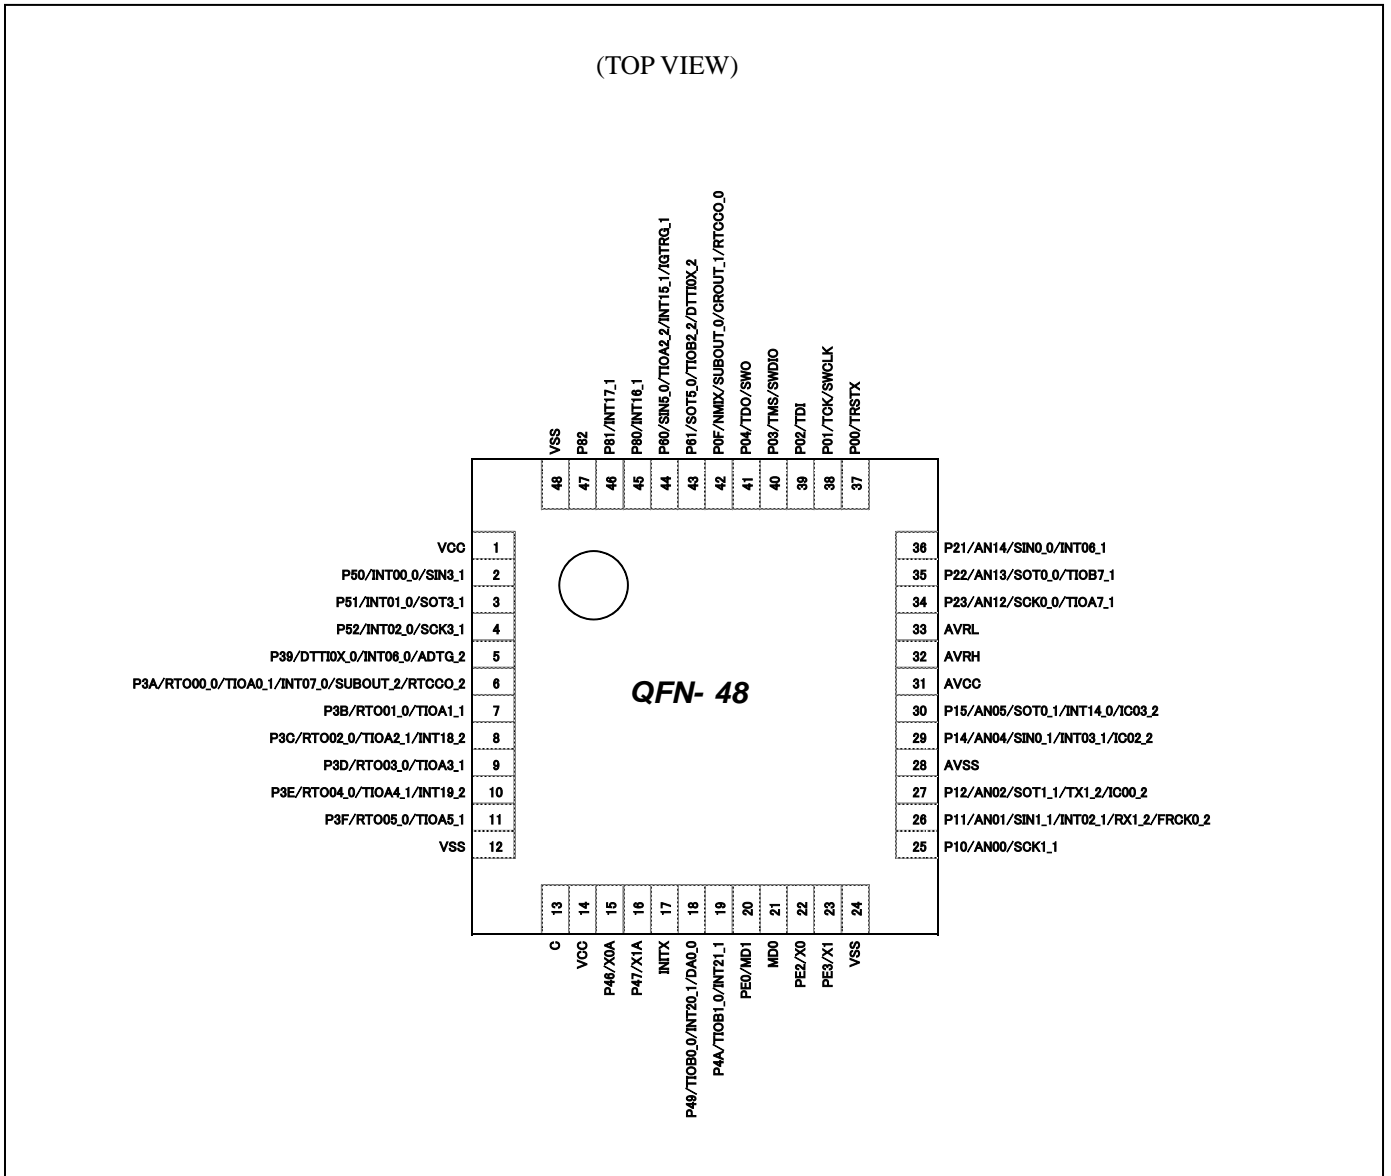 (TOP VIEW)
VSS
P82
P81/INT17_1
P80/INT16_1
P60/SIN5_0/TIOA2_2/INT15_1/IGTRG_1
P61/SOT5_0/TIOB2_2/DTTI0X_2
P0F/NMIX/SUBOUT_0/CROUT_1/RTCCO_0
P04/TDO/SWO
P03/TMS/SWDIO
P02/TDI
P01/TCK/SWCLK
P00/TRSTX
48
47
46
45
44
43
42
41
40
39
38
37
VCC 1
P50/INT00_0/SIN3_1 2
P51/INT01_0/SOT3_1 3
P52/INT02_0/SCK3_1 4
P39/DTTI0X_0/INT06_0/ADTG_2 5
P3A/RTO00_0/TIOA0_1/INT07_0/SUBOUT_2/RTCCO_2 6
P3B/RTO01_0/TIOA1_1 7
P3C/RTO02_0/TIOA2_1/INT18_2 8
P3D/RTO03_0/TIOA3_1 9
P3E/RTO04_0/TIOA4_1/INT19_2 10
P3F/RTO05_0/TIOA5_1 11
VSS 12
QFN- 48
36 P21/AN14/SIN0_0/INT06_1
35 P22/AN13/SOT0_0/TIOB7_1
34 P23/AN12/SCK0_0/TIOA7_1
33 AVRL
32 AVRH
31 AVCC
30 P15/AN05/SOT0_1/INT14_0/IC03_2
29 P14/AN04/SIN0_1/INT03_1/IC02_2
28 AVSS
27 P12/AN02/SOT1_1/TX1_2/IC00_2
26 P11/AN01/SIN1_1/INT02_1/RX1_2/FRCK0_2
25 P10/AN00/SCK1_1
13
14
15
16
17
18
19
20
21
22
23
24
C
VCC
P46/X0A
P47/X1A
INITX
P49/TIOB0_0/INT20_1/DA0_0
P4A/TIOB1_0/INT21_1
PE0/MD1
MD0
PE2/X0
PE3/X1
VSS